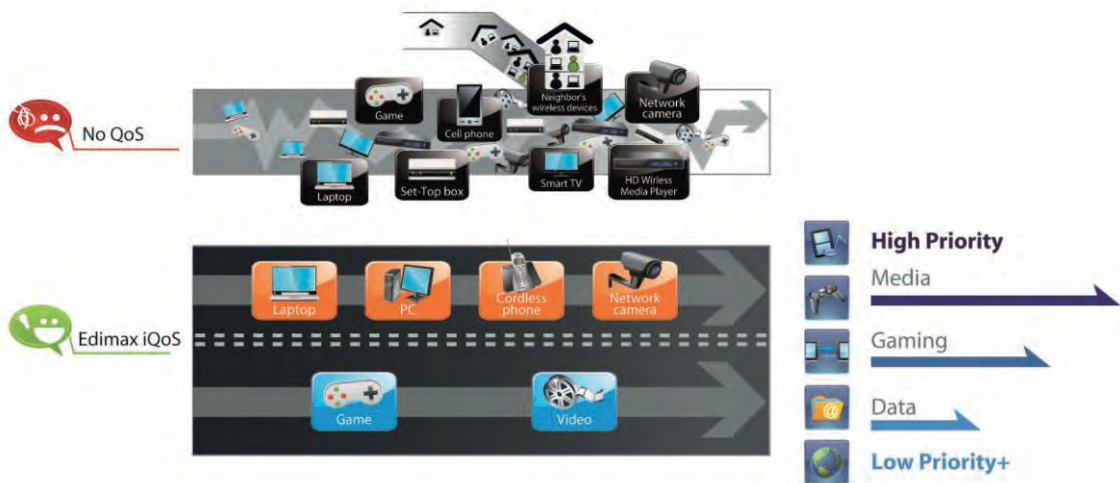 No QoS
Game
Cell phone
Neighbor's
wireless devices
Network
camera
Laptop
Set-Top box
Smart TV
HD Wirless
Media Player
Edimax iQoS
Laptop
PC
Cordless
phone
Network
camera
Game
Video
High Priority
Media
Gaming
Data
@
Low Priority+